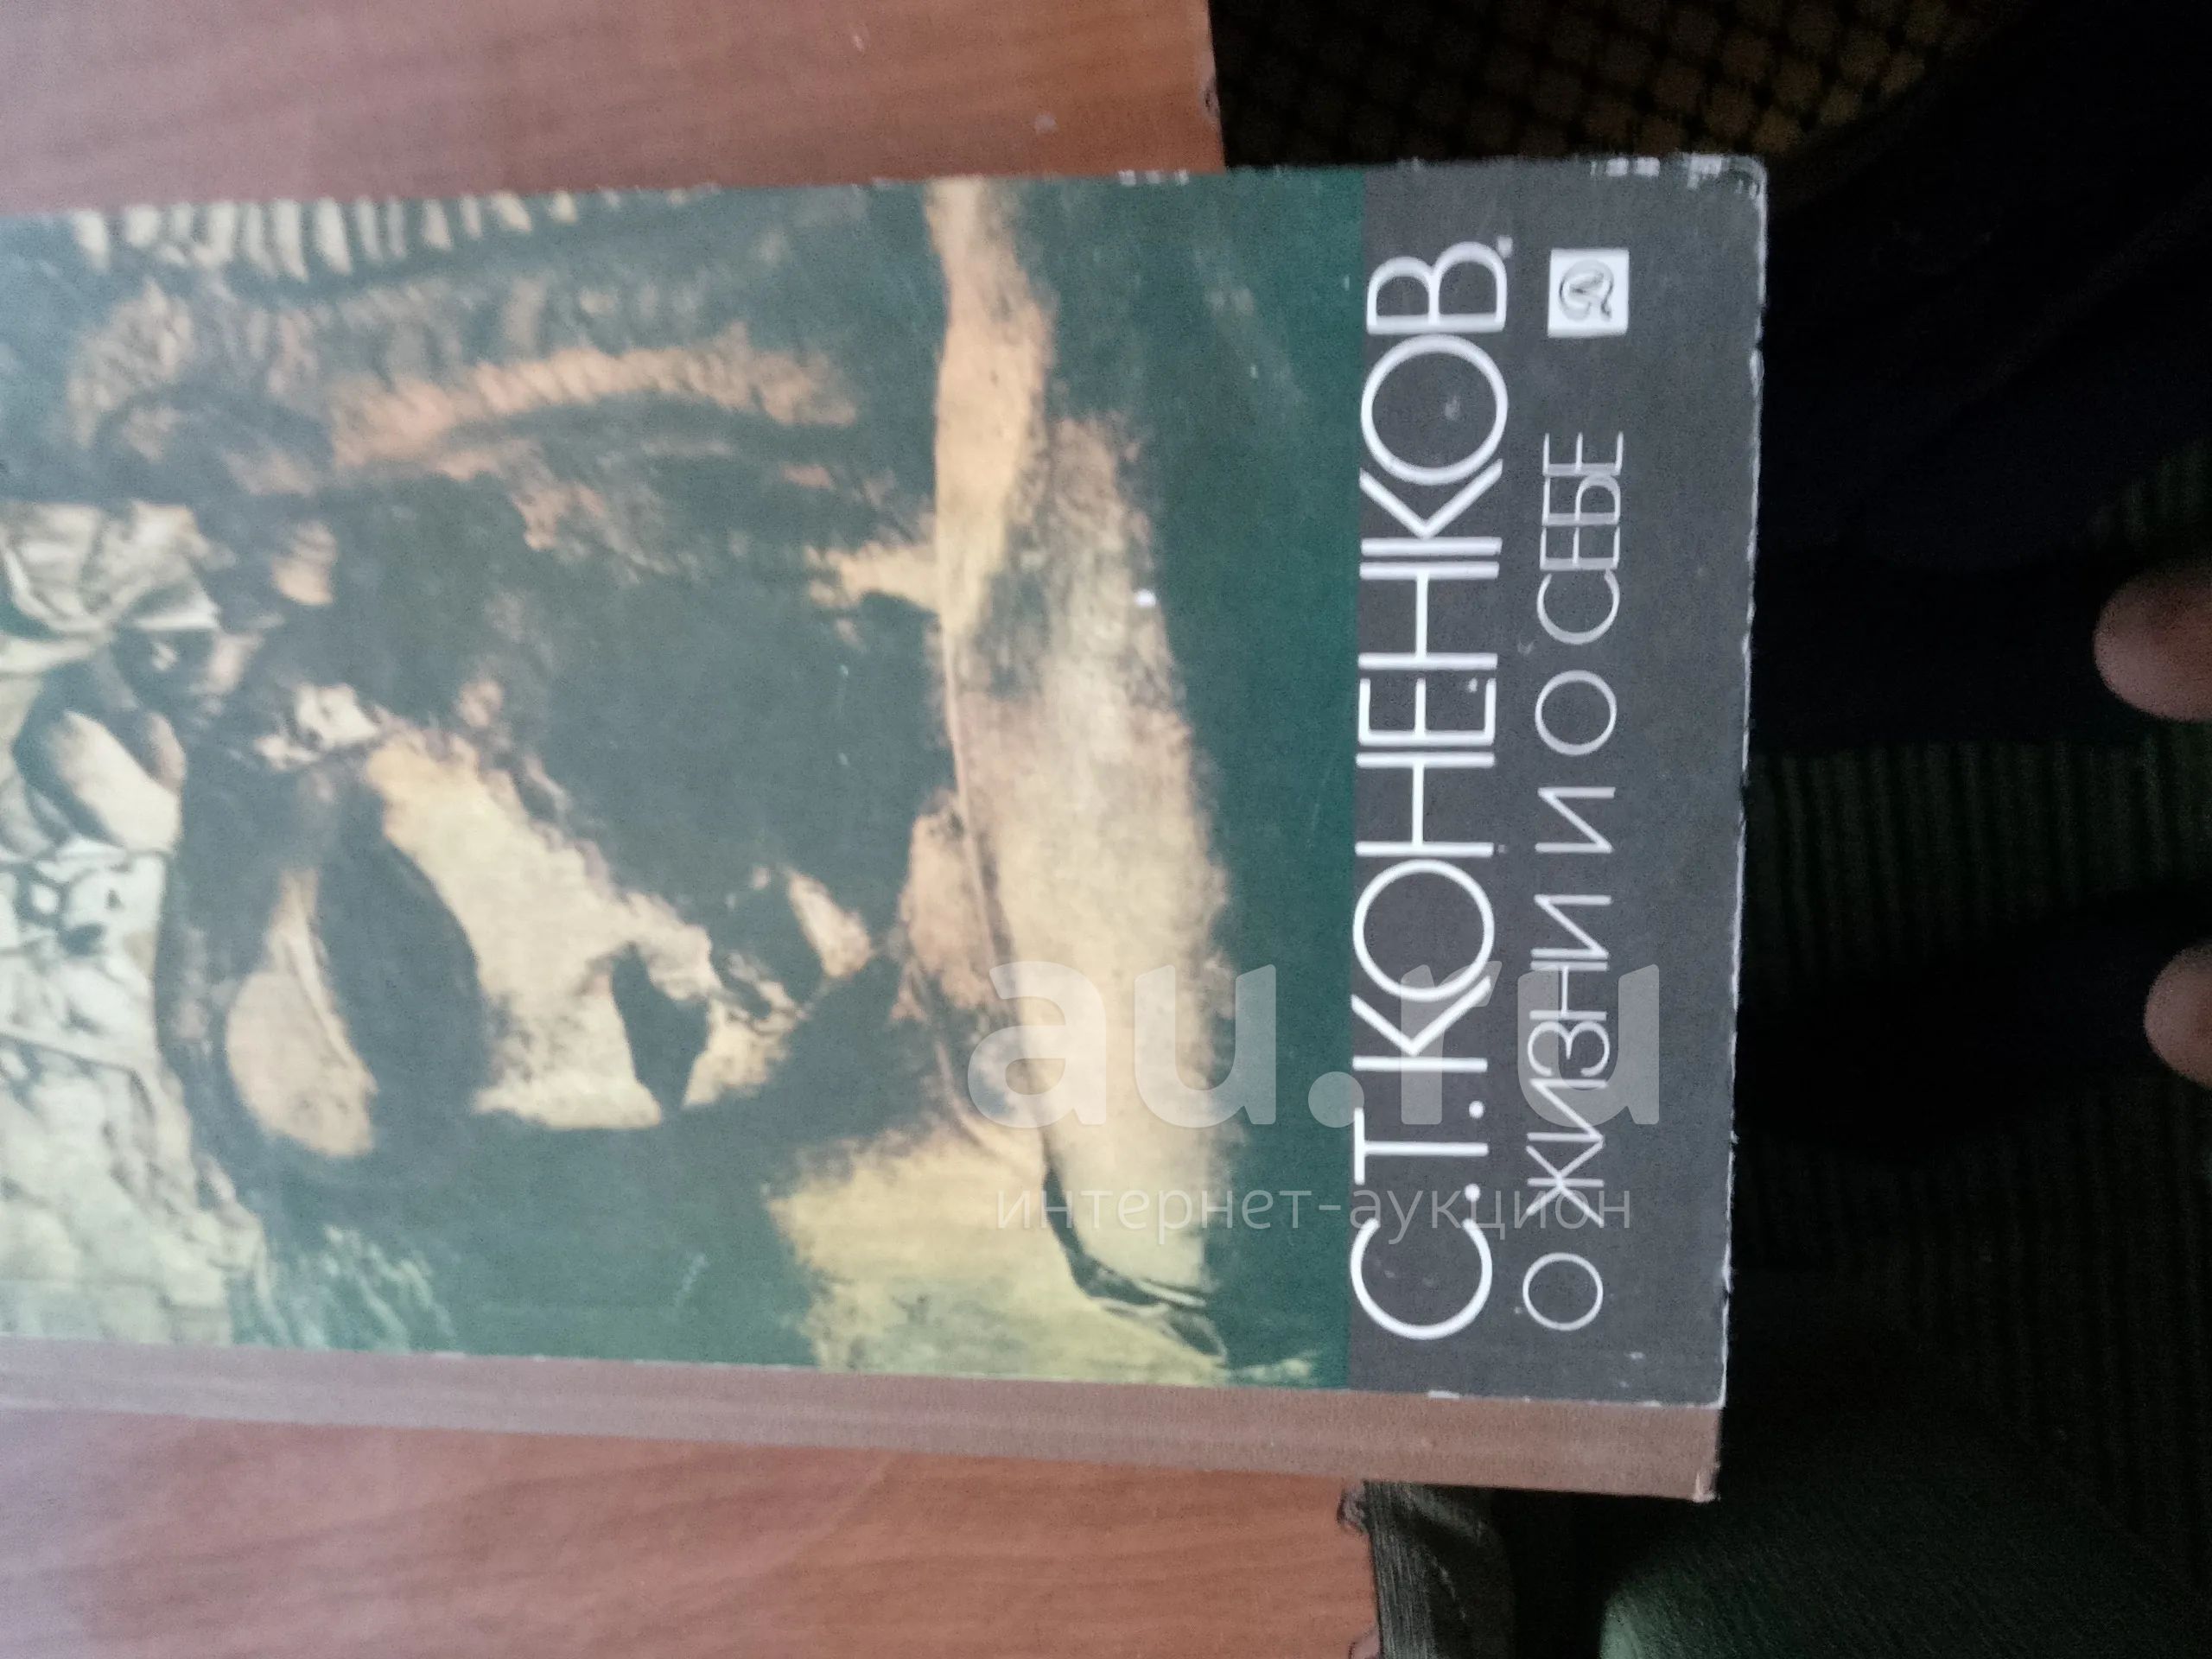 С.Т.КОНЕНКОВ.
О ЖИЗНИ И О СЕБЕ
au.ru
интернет-аукцион